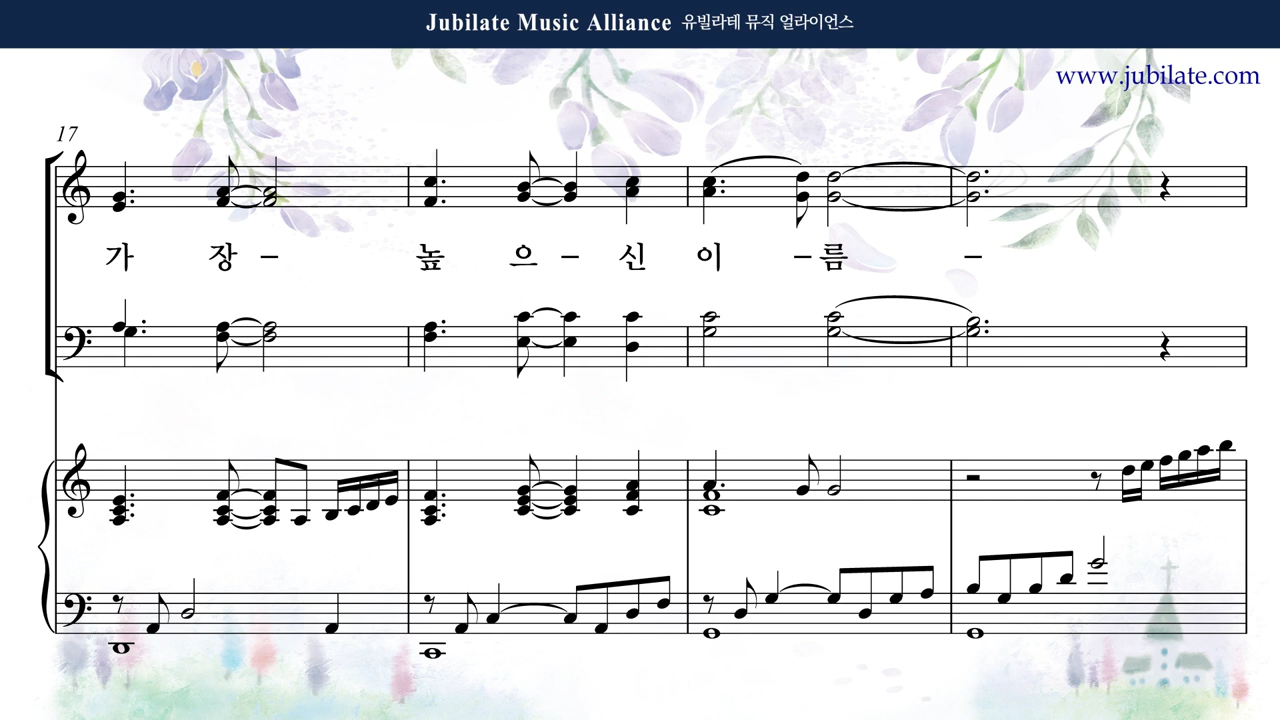 Jubilate Music Alliance 유빌라테 뮤직 얼라이언스
www.jubilate.com
17
가 장 – 높 으 – 신 이 – 름 –